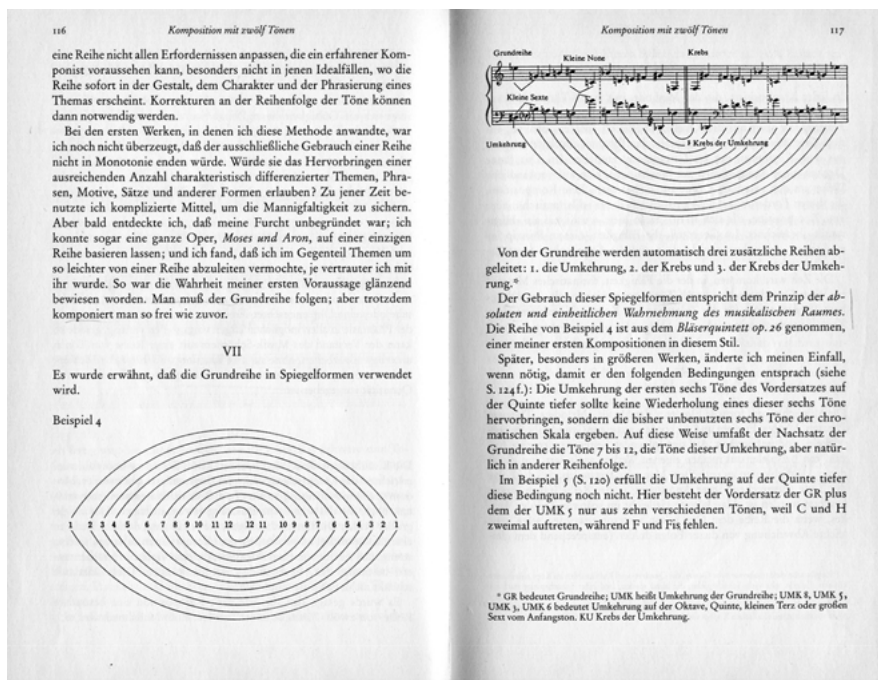 116
Komposition mit zwölf Tönen
eine Reihe nicht allen Erfordernissen anpassen, die ein erfahrener Kom-
ponist voraussehen kann, besonders nicht in jenen Idealfällen, wo die
Reihe sofort in der Gestalt, dem Charakter und der Phrasierung eines
Themas erscheint. Korrekturen an der Reihenfolge der Töne können
dann notwendig werden.
Bei den ersten Werken, in denen ich diese Methode anwandte, war
ich noch nicht überzeugt, daß der ausschließliche Gebrauch einer Reihe
nicht in Monotonie enden würde. Würde sie das Hervorbringen einer
ausreichenden Anzahl charakteristisch differenzierter Themen, Phra-
sen, Motive, Sätze und anderer Formen erlauben? Zu jener Zeit be-
nutzte ich komplizierte Mittel, um die Mannigfaltigkeit zu sichern.
Aber bald entdeckte ich, daß meine Furcht unbegründet war; ich
konnte sogar eine ganze Oper, Moses und Aron, auf einer einzigen
Reihe basieren lassen; und ich fand, daß ich im Gegenteil Themen um
so leichter von einer Reihe abzuleiten vermochte, je vertrauter ich mit
ihr wurde. So war die Wahrheit meiner ersten Voraussage glänzend
bewiesen worden. Man muß der Grundreihe folgen; aber trotzdem
komponiert man so frei wie zuvor.
VII
Es wurde erwähnt, daß die Grundreihe in Spiegelformen verwendet
wird.
Beispiel 4
1 2 3 4 5 6 7 8 9 10 11 12 12 11 10 9 8 7 6 5 4 3 2 1
Komposition mit zwölf Tönen
117
Grundreihe
Kleine None
Krebs
Kleine Sexte
Umkehrung
Krebs der Umkehrung
Von der Grundreihe werden automatisch drei zusätzliche Reihen ab-
geleitet: 1. die Umkehrung, 2. der Krebs und 3. der Krebs der Umkeh-
rung.*
Der Gebrauch dieser Spiegelformen entspricht dem Prinzip der ab-
soluten und einheitlichen Wahrnehmung des musikalischen Raumes.
Die Reihe von Beispiel 4 ist aus dem Bläserquintett op. 26 genommen,
einer meiner ersten Kompositionen in diesem Stil.
Später, besonders in größeren Werken, änderte ich meinen Einfall,
wenn nötig, damit er den folgenden Bedingungen entsprach (siehe
S. 124f.): Die Umkehrung der ersten sechs Töne des Vordersatzes auf
der Quinte tiefer sollte keine Wiederholung eines dieser sechs Töne
hervorbringen, sondern die bisher unbenutzten sechs Töne der chro-
matischen Skala ergeben. Auf diese Weise umfaßt der Nachsatz der
Grundreihe die Töne 7 bis 12, die Töne dieser Umkehrung, aber natür-
lich in anderer Reihenfolge.
Im Beispiel 5 (S. 120) erfüllt die Umkehrung auf der Quinte tiefer
diese Bedingung noch nicht. Hier besteht der Vordersatz der GR plus
dem der UMK 5 nur aus zehn verschiedenen Tönen, weil C und H
zweimal auftreten, während F und Fis fehlen.
* GR bedeutet Grundreihe; UMK heißt Umkehrung der Grundreihe; UMK 8, UMK 5,
UMK 3, UMK 6 bedeutet Umkehrung auf der Oktave, Quinte, kleinen Terz oder großen
Sext vom Anfangston. KU Krebs der Umkehrung.